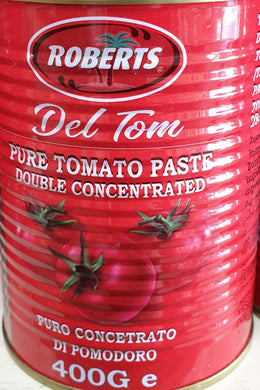 ROBERTS
Del Tom
PURE TOMATO PASTE
DOUBLE CONCENTRATED
PURO CONCETRATO
DI POMODORO
400G e